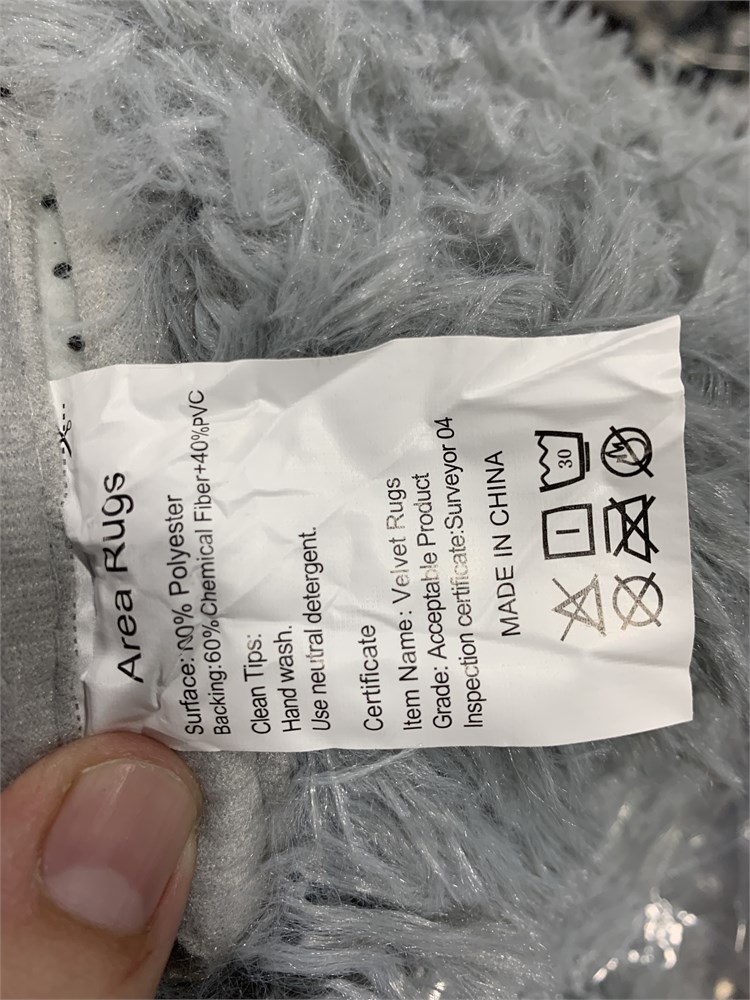 Area Rugs
Surface: 00% Polyester
Backing:60%Chemical Fiber+40%PVC
Clean Tips:
Hand wash.
Use neutral detergent.
Certificate
Item Name: Velvet Rugs
Grade: Acceptable Product
Inspection certificate:Surveyor 04
MADE IN CHINA
30